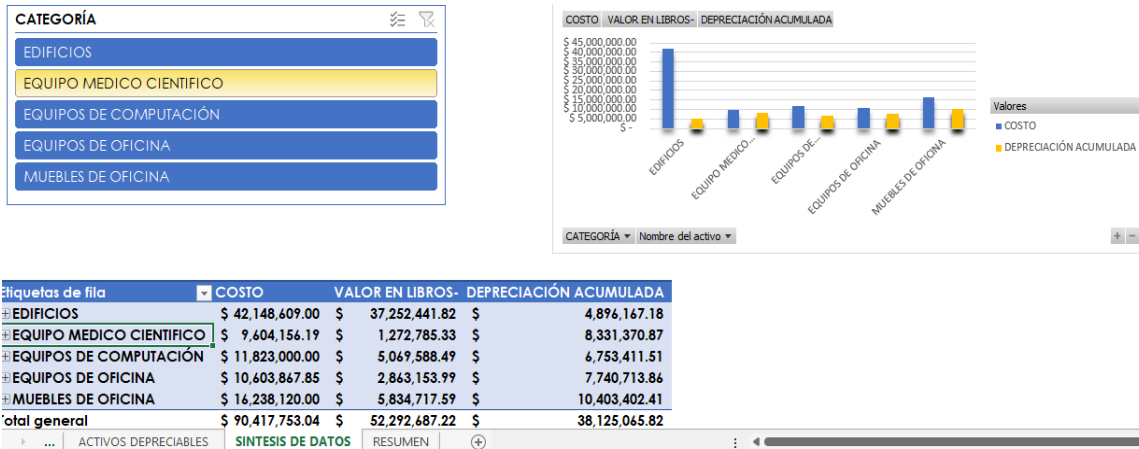 CATEGORÍA
EDIFICIOS
EQUIPO MEDICO CIENTIFICO
EQUIPOS DE COMPUTACIÓN
EQUIPOS DE OFICINA
MUEBLES DE OFICINA
COSTO VALOR EN LIBROS- DEPRECIACIÓN ACUMULADA
$ 45,000,000.00
$ 40,000,000.00
$ 35,000,000.00
$ 30,000,000.00
$ 25,000,000.00
$ 20,000,000.00
$ 15,000,000.00
$ 10,000,000.00
$ 5,000,000.00
$ -
EDIFICIOS
EQUIPO MEDICO...
EQUIPOS DE...
EQUIPOS DE OFICINA
MUEBLES DE OFICINA
Valores
COSTO
DEPRECIACIÓN ACUMULADA
CATEGORÍA Nombre del activo
Etiquetas de fila COSTO VALOR EN LIBROS- DEPRECIACIÓN ACUMULADA
EDIFICIOS $ 42,148,609.00 $ 37,252,441.82 $ 4,896,167.18
EQUIPO MEDICO CIENTIFICO $ 9,604,156.19 $ 1,272,785.33 $ 8,331,370.87
EQUIPOS DE COMPUTACIÓN $ 11,823,000.00 $ 5,069,588.49 $ 6,753,411.51
EQUIPOS DE OFICINA $ 10,603,867.85 $ 2,863,153.99 $ 7,740,713.86
MUEBLES DE OFICINA $ 16,238,120.00 $ 5,834,717.59 $ 10,403,402.41
Total general $ 90,417,753.04 $ 52,292,687.22 $ 38,125,065.82
... ACTIVOS DEPRECIABLES SINTESIS DE DATOS RESUMEN